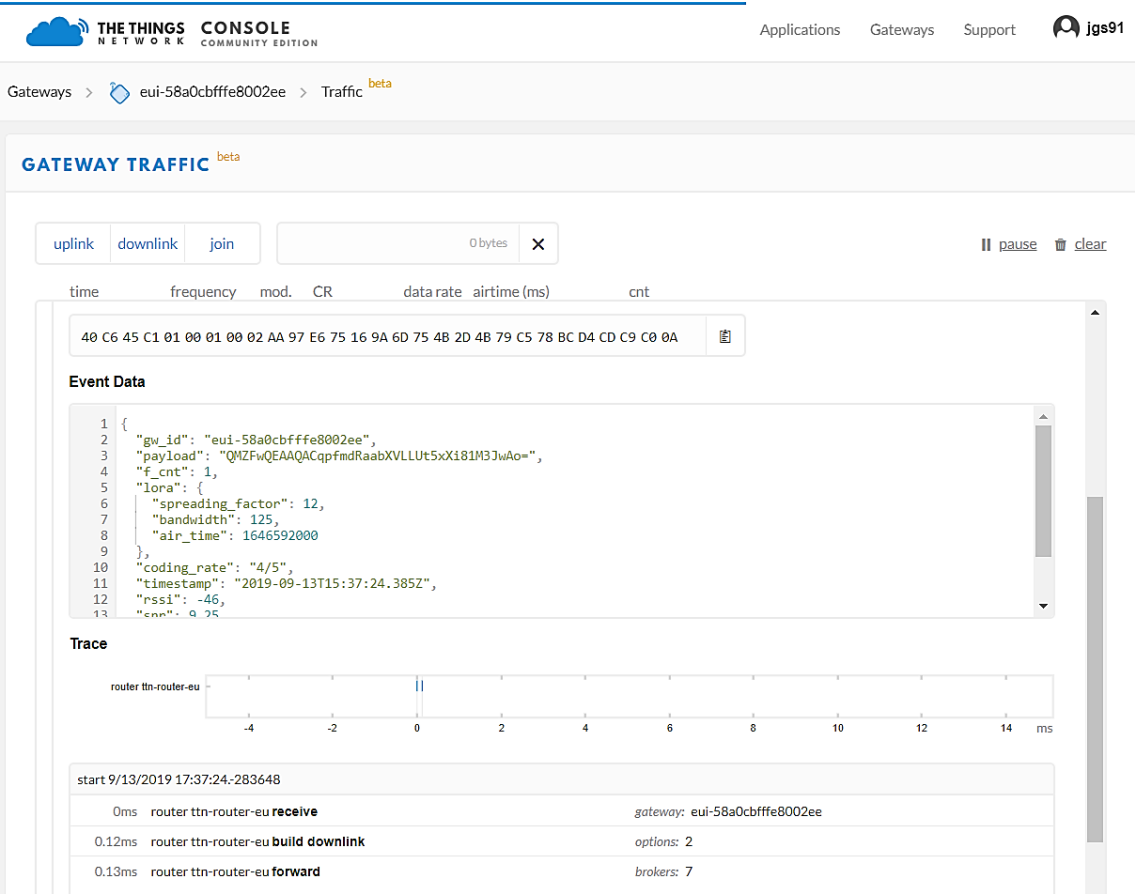 THE THINGS NETWORK CONSOLE COMMUNITY EDITION Applications Gateways Support jgs91
Gateways > eui-58a0cbfffe8002ee > Traffic beta
GATEWAY TRAFFIC beta
uplink downlink join 0 bytes pause clear
time frequency mod. CR data rate airtime (ms) cnt
40 C6 45 C1 01 00 01 00 02 AA 97 E6 75 16 9A 6D 75 4B 2D 4B 79 C5 78 BC D4 CD C9 C0 0A
Event Data
1 {
2 "gw_id": "eui-58a0cbfffe8002ee",
3 "payload": "QMZFwQEAAQACqpfmdRaabXVLLUt5xXi81M3JwAo=",
4 "f_cnt": 1,
5 "lora": {
6 "spreading_factor": 12,
7 "bandwidth": 125,
8 "air_time": 1646592000
9 },
10 "coding_rate": "4/5",
11 "timestamp": "2019-09-13T15:37:24.385Z",
12 "rssi": -46,
13 "snr": 9.25
Trace
router ttn-router-eu
-4 -2 0 2 4 6 8 10 12 14 ms
start 9/13/2019 17:37:24.-283648
0ms router ttn-router-eu receive gateway: eui-58a0cbfffe8002ee
0.12ms router ttn-router-eu build downlink options: 2
0.13ms router ttn-router-eu forward brokers: 7